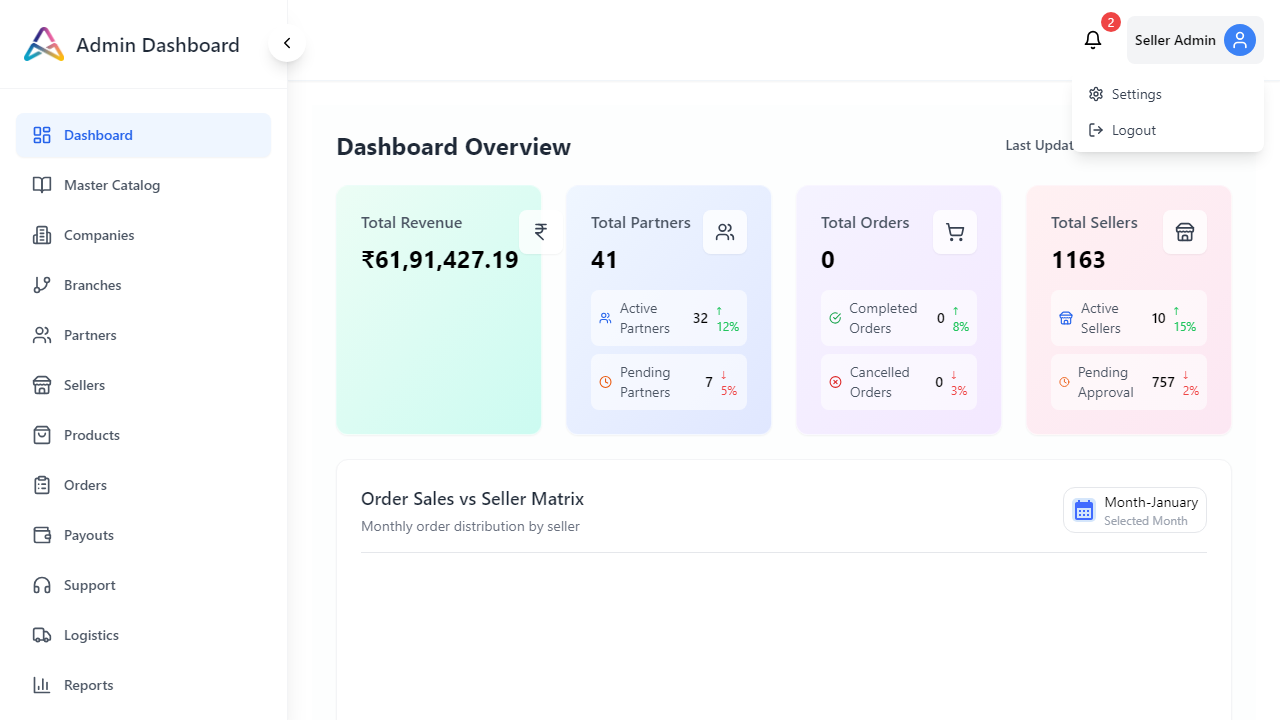 Admin Dashboard
2
Seller Admin
Settings
Logout
Dashboard
Master Catalog
Companies
Branches
Partners
Sellers
Products
Orders
Payouts
Support
Logistics
Reports
Dashboard Overview
Last Updat
Total Revenue
₹
₹61,91,427.19
Total Partners
41
Active
Partners
32
↑
12%
Pending
Partners
7
↓
5%
Total Orders
0
Completed
Orders
0
↑
8%
Cancelled
Orders
0
↓
3%
Total Sellers
1163
Active
Sellers
10
↑
15%
Pending
Approval
757
↓
2%
Order Sales vs Seller Matrix
Monthly order distribution by seller
Month-January
Selected Month